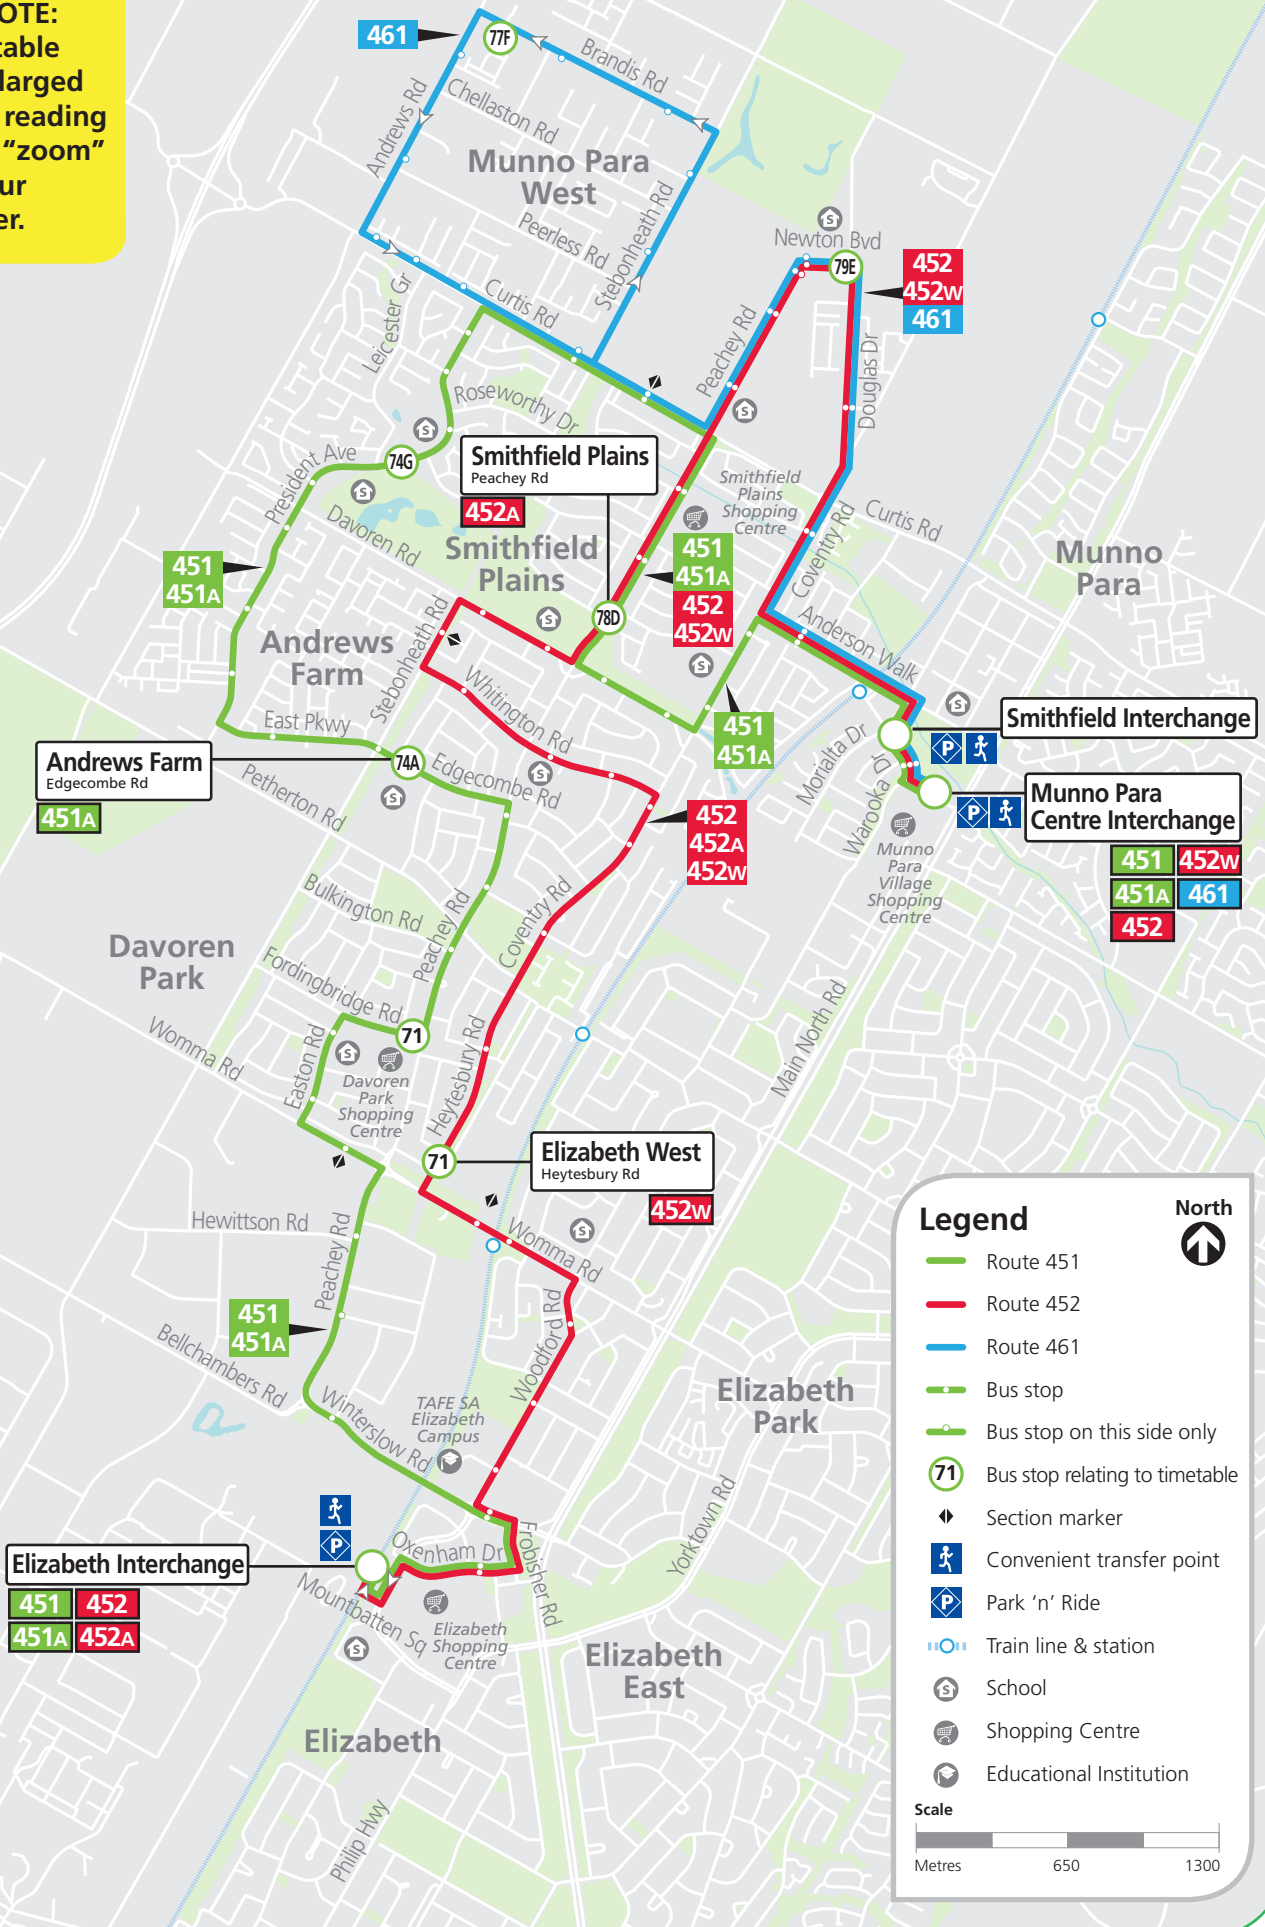 OTE:
table
larged
reading
"zoom"
ur
er.
461
77F
Brandis Rd
Andrews Rd
Chellaston Rd
Munno Para
West
Peerless Rd
Stebonheath Rd
Newton Bvd
79E
452
452W
461
Leicester Gr
Curtis Rd
Peachey Rd
Douglas Dr
Roseworthy Dr
President Ave
74G
Smithfield Plains
Peachey Rd
452A
Smithfield
Plains
Shopping
Centre
Curtis Rd
Davoren Rd
Smithfield
Plains
Coventry Rd
Munno
Para
451
451A
451
451A
452
452W
78D
Andrews
Farm
Stebonheath Rd
Anderson Walk
Whitington Rd
East Pkwy
451
451A
Smithfield Interchange
Morialta Dr
Warooka Dr
Andrews Farm
Edgecombe Rd
451A
74A
Edgecombe Rd
Petherton Rd
Munno Para
Centre Interchange
451
452W
451A
461
452
452
452A
452W
Munno
Para
Village
Shopping
Centre
Bulkington Rd
Peachey Rd
Coventry Rd
Davoren
Park
Fordingbridge Rd
Main North Rd
71
Womma Rd
Easton Rd
Davoren
Park
Shopping
Centre
Heytesbury Rd
71
Elizabeth West
Heytesbury Rd
452W
Hewittson Rd
Peachey Rd
Womma Rd
451
451A
Woodford Rd
Bellchambers Rd
Winterslow Rd
TAFE SA
Elizabeth
Campus
Elizabeth
Park
Yorktown Rd
P
Oxenham Dr
Frobisher Rd
Elizabeth Interchange
451
452
451A
452A
Mountbatten Sq
Elizabeth
Shopping
Centre
Elizabeth
East
Elizabeth
Philip Hwy
Legend
North
Route 451
Route 452
Route 461
Bus stop
Bus stop on this side only
71
Bus stop relating to timetable
Section marker
Convenient transfer point
P
Park 'n' Ride
Train line & station
S
School
Shopping Centre
Educational Institution
Scale
Metres
650
1300